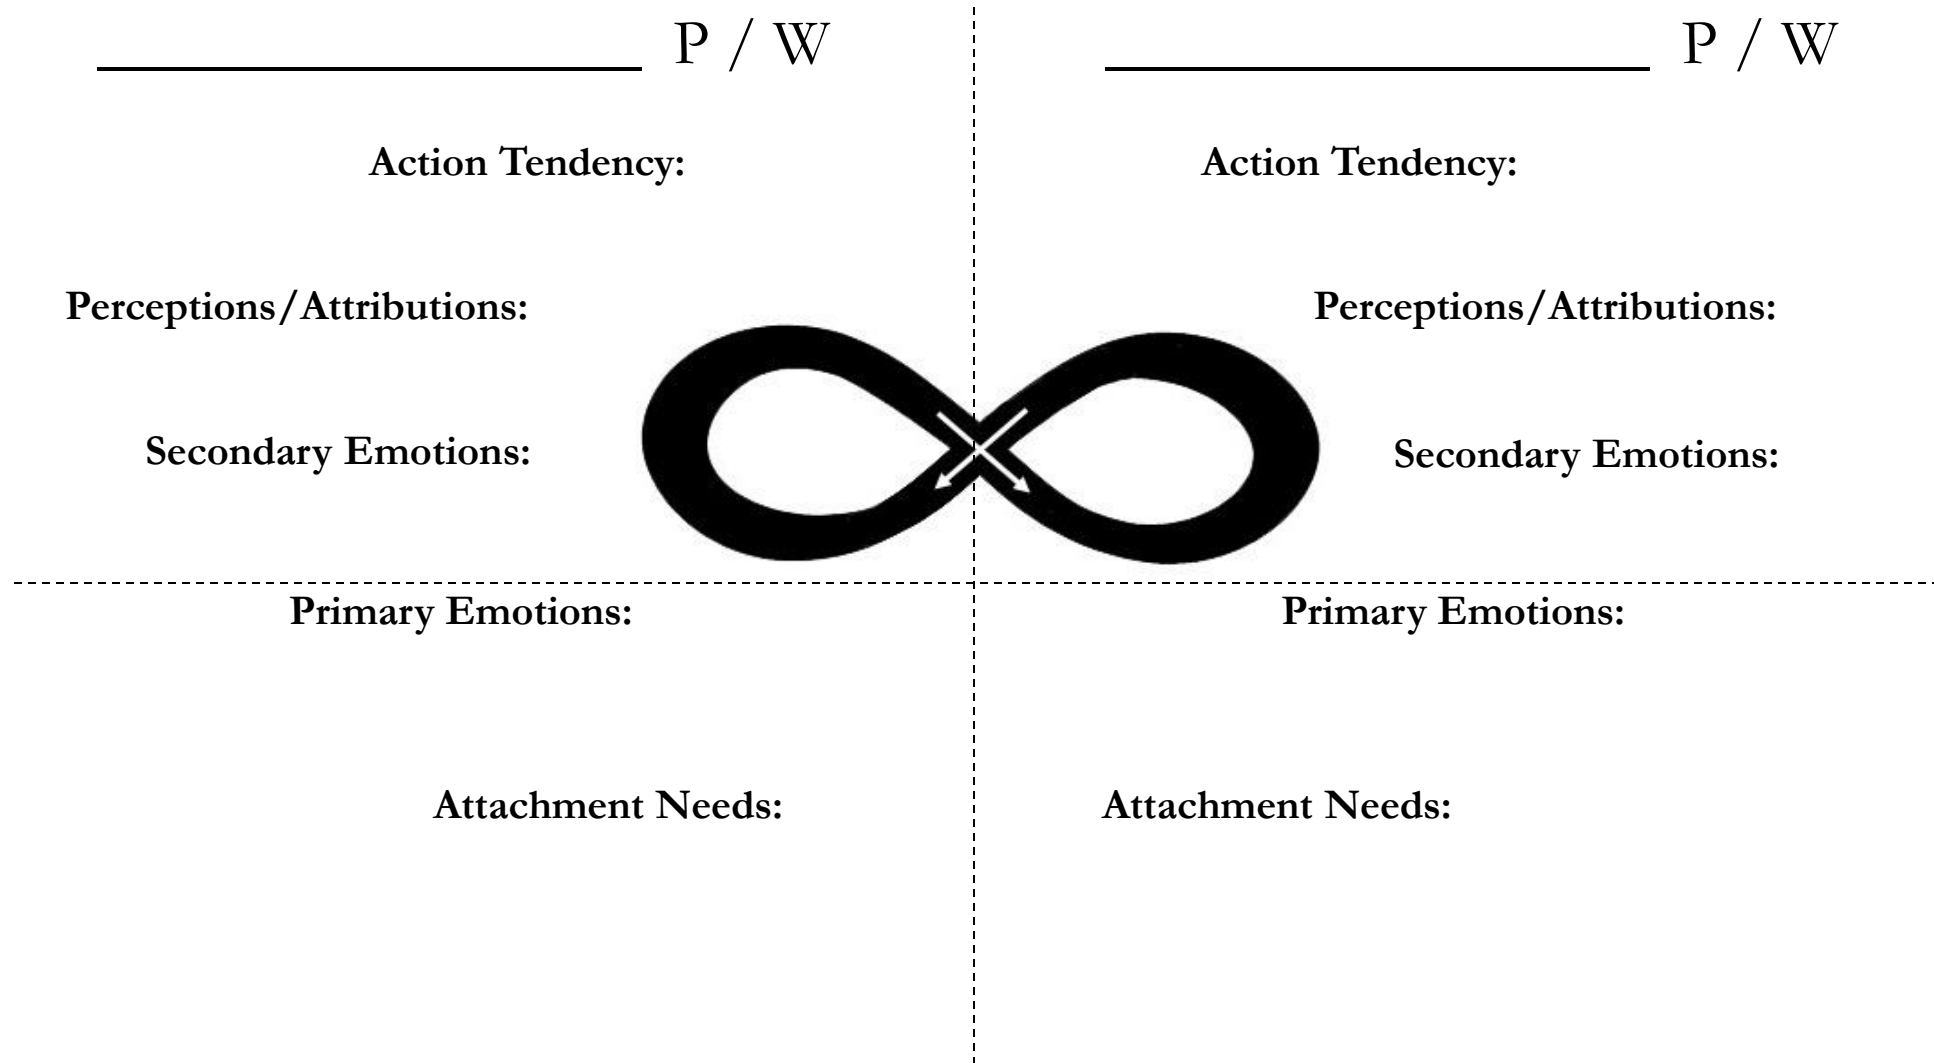 P / W
P / W
Action Tendency:
Action Tendency:
Perceptions/Attributions:
Perceptions/Attributions:
Secondary Emotions:
Secondary Emotions:
Primary Emotions:
Primary Emotions:
Attachment Needs:
Attachment Needs: